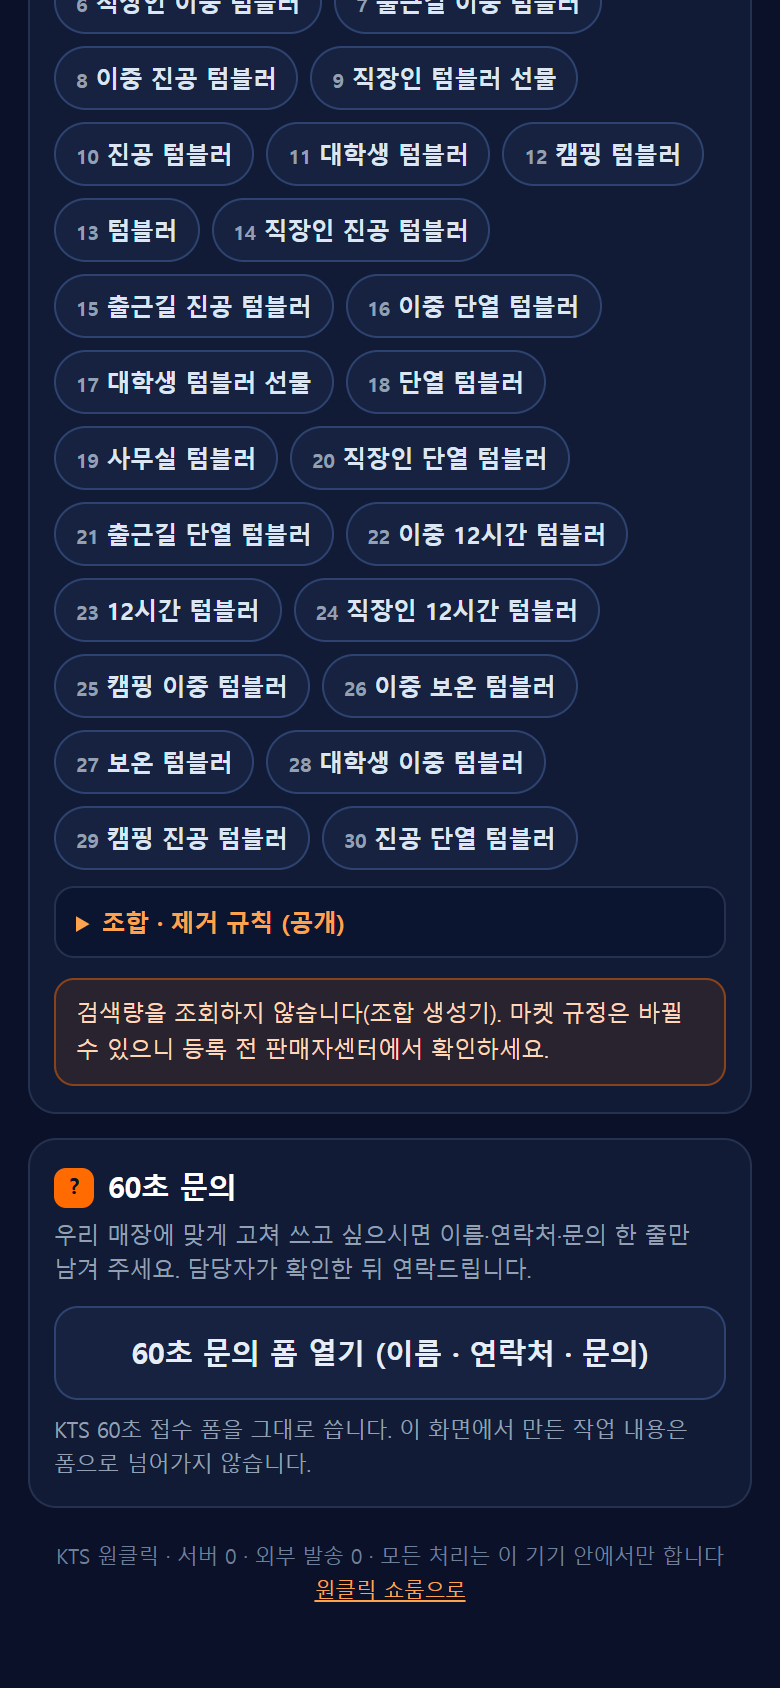 6 직장인 이중 텀블러 7 출근길 이중 텀블러
8 이중 진공 텀블러 9 직장인 텀블러 선물
10 진공 텀블러 11 대학생 텀블러 12 캠핑 텀블러
13 텀블러 14 직장인 진공 텀블러
15 출근길 진공 텀블러 16 이중 단열 텀블러
17 대학생 텀블러 선물 18 단열 텀블러
19 사무실 텀블러 20 직장인 단열 텀블러
21 출근길 단열 텀블러 22 이중 12시간 텀블러
23 12시간 텀블러 24 직장인 12시간 텀블러
25 캠핑 이중 텀블러 26 이중 보온 텀블러
27 보온 텀블러 28 대학생 이중 텀블러
29 캠핑 진공 텀블러 30 진공 단열 텀블러
▶ 조합 · 제거 규칙 (공개)
검색량을 조회하지 않습니다(조합 생성기). 마켓 규정은 바뀔
수 있으니 등록 전 판매자센터에서 확인하세요.
? 60초 문의
우리 매장에 맞게 고쳐 쓰고 싶으시면 이름·연락처·문의 한 줄만
남겨 주세요. 담당자가 확인한 뒤 연락드립니다.
60초 문의 폼 열기 (이름 · 연락처 · 문의)
KTS 60초 접수 폼을 그대로 씁니다. 이 화면에서 만든 작업 내용은
폼으로 넘어가지 않습니다.
KTS 원클릭 · 서버 0 · 외부 발송 0 · 모든 처리는 이 기기 안에서만 합니다
원클릭 쇼룸으로